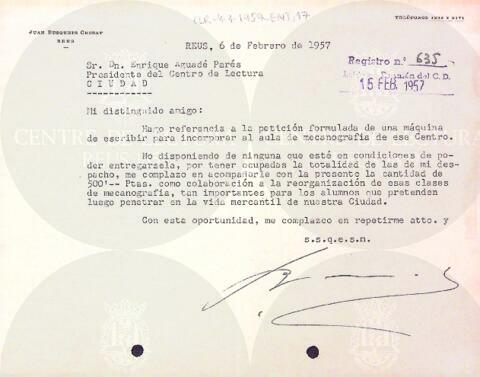 CLR-4.1-1957-ENT,17
JUAN
REUS
REUS, 6 de Febrero de 1957
Sr. Dn. Enrique Aguadé Parés
Presidente del Centro de Lectura
CIUDAD
Registro n.º 635
del C.D.
15 FEB. 1957
Mi distinguido amigo:
Hago referencia a la petición formulada de una máquina
de escribir para incorporar al aula de mecanografía de ese Centro.
No disponiendo de ninguna que esté en condiciones de po-
der entregarselo, por tener ocupadas la totalidad de las de mi des-
pacho, me complazco en acompañarle con la presente la cantidad de
500'-- Ptas. como colaboración a la reorganización de esas clases
de mecanografía, tan importantes para los alumnos que pretenden
luego penetrar en la vida mercantil de nuestra Ciudad.
Con esta oportunidad, me complazco en repetirme atto. y
s.s.q.e.s.m.